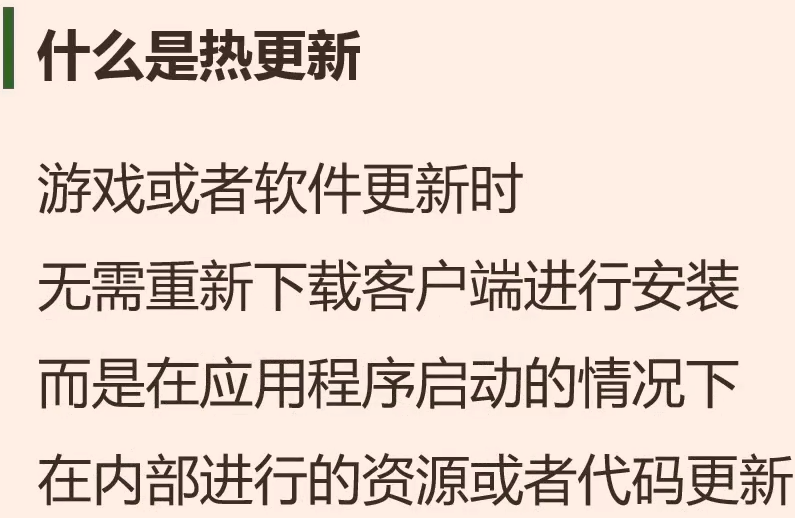 什么是热更新
游戏或者软件更新时
无需重新下载客户端进行安装
而是在应用程序启动的情况下
在内部进行的资源或者代码更新